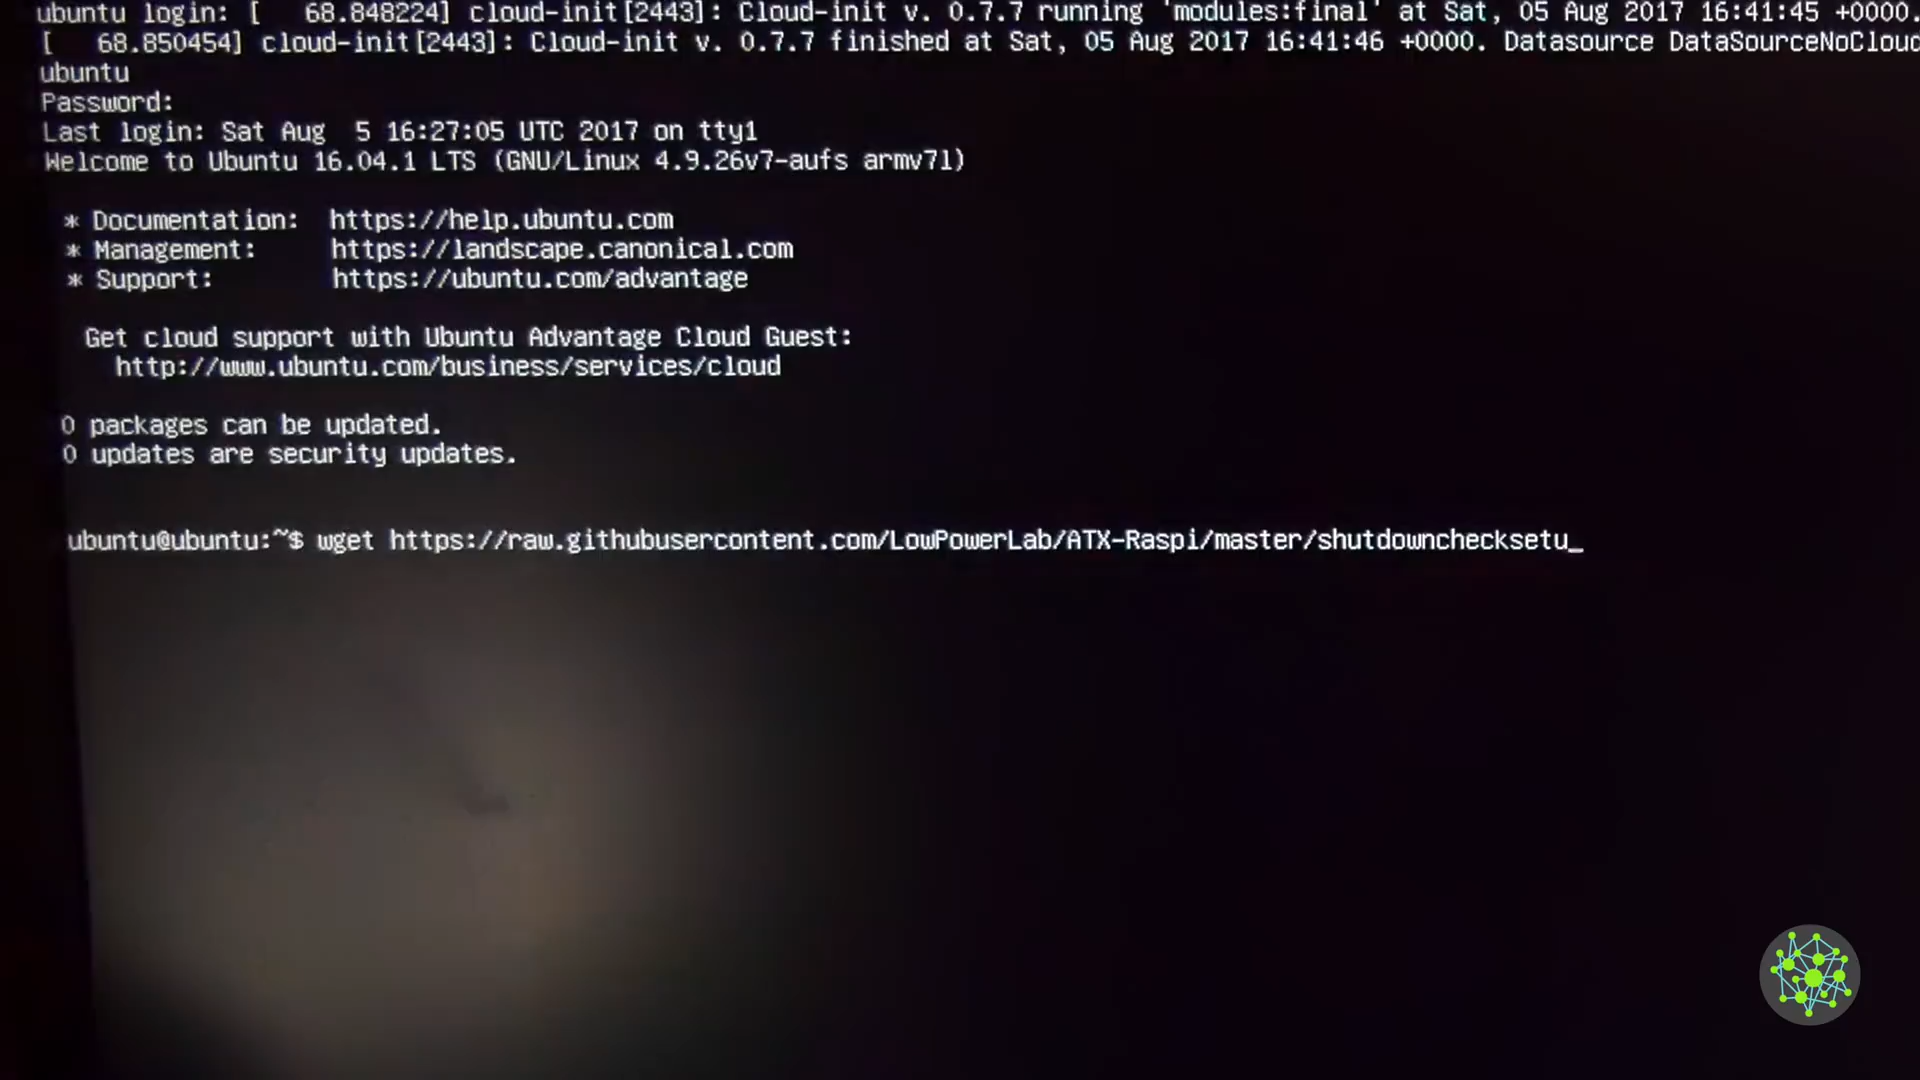 ubuntu login: [   68.848224] cloud-init[2443]: Cloud-init v. 0.7.7 running 'modules:final' at Sat, 05 Aug 2017 16:41:45 +0000.
[   68.850454] cloud-init[2443]: Cloud-init v. 0.7.7 finished at Sat, 05 Aug 2017 16:41:46 +0000. Datasource DataSourceNoCloud
ubuntu
Password:
Last login: Sat Aug  5 16:27:05 UTC 2017 on tty1
Welcome to Ubuntu 16.04.1 LTS (GNU/Linux 4.9.26v7-aufs armv7l)
* Documentation:  https://help.ubuntu.com
* Management:     https://landscape.canonical.com
* Support:        https://ubuntu.com/advantage
Get cloud support with Ubuntu Advantage Cloud Guest:
http://www.ubuntu.com/business/services/cloud
0 packages can be updated.
0 updates are security updates.
ubuntu@ubuntu:~$ wget https://raw.githubusercontent.com/LowPowerLab/ATX-Raspi/master/shutdownchecksetu_